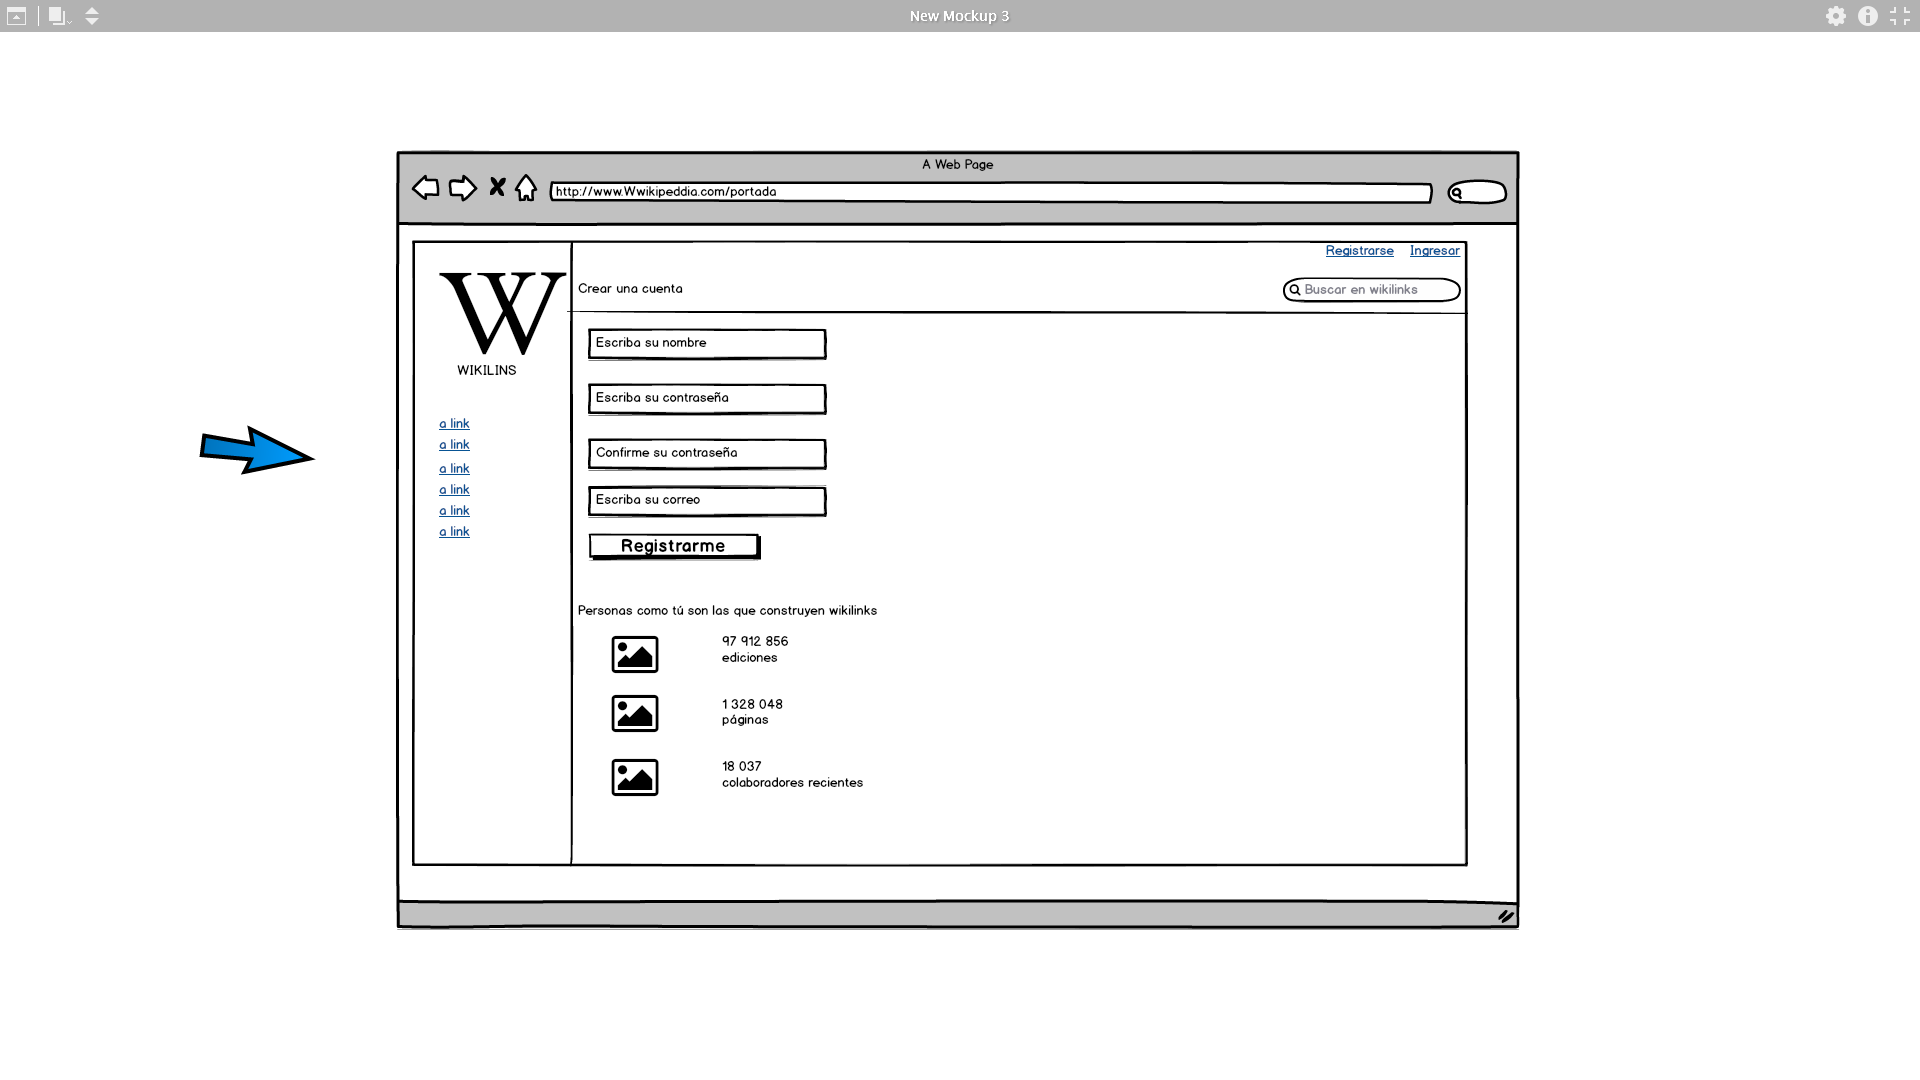 New Mockup 3
A Web Page
http://www.Wwikipeddia.com/portada
Registrarse Ingresar
W
Crear una cuenta
Buscar en wikilinks
WIKILINS
a link
a link
a link
a link
a link
a link
Escriba su nombre
Escriba su contraseña
Confirme su contraseña
Escriba su correo
Registrarme
Personas como tú son las que construyen wikilinks
97 912 856
ediciones
1 328 048
páginas
18 037
colaboradores recientes